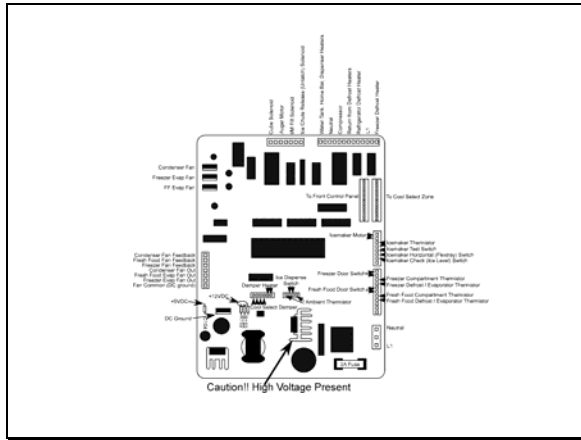 Cube Solenoid
Auger Motor
IM Fill Solenoid
Ice Chute Release (Unlatch) Solenoid
Water Tank, Home Bar, Dispenser Heaters
Neutral
Compressor
Return from Defrost Heaters
Refrigerator Defrost Heater
L1
Freezer Defrost Heater
Condenser Fan
Freezer Evap Fan
FF Evap Fan
To Front Control Panel
To Cool Select Zone
Icemaker Motor
Icemaker Thermistor
Icemaker Test Switch
Icemaker Horizontal (Flextray) Switch
Icemaker Check (Ice Level) Switch
Condenser Fan Feedback
Fresh Food Fan Feedback
Freezer Fan Feedback
Condenser Fan Out
Fresh Food Evap Fan Out
Freezer Evap Fan Out
Fan Common (DC ground)
Freezer Door Switch
Freezer Compartment Thermistor
Freezer Defrost / Evaporator Thermistor
Fresh Food Door Switch
Fresh Food Compartment Thermistor
Fresh Food Defrost / Evaporator Thermistor
Ice Dispense
Switch
Damper Heater
Ambient Thermistor
Cool Select Damper
+12VDC
+5VDC
DC Ground
Neutral
L1
2A Fuse
Caution!! High Voltage Present